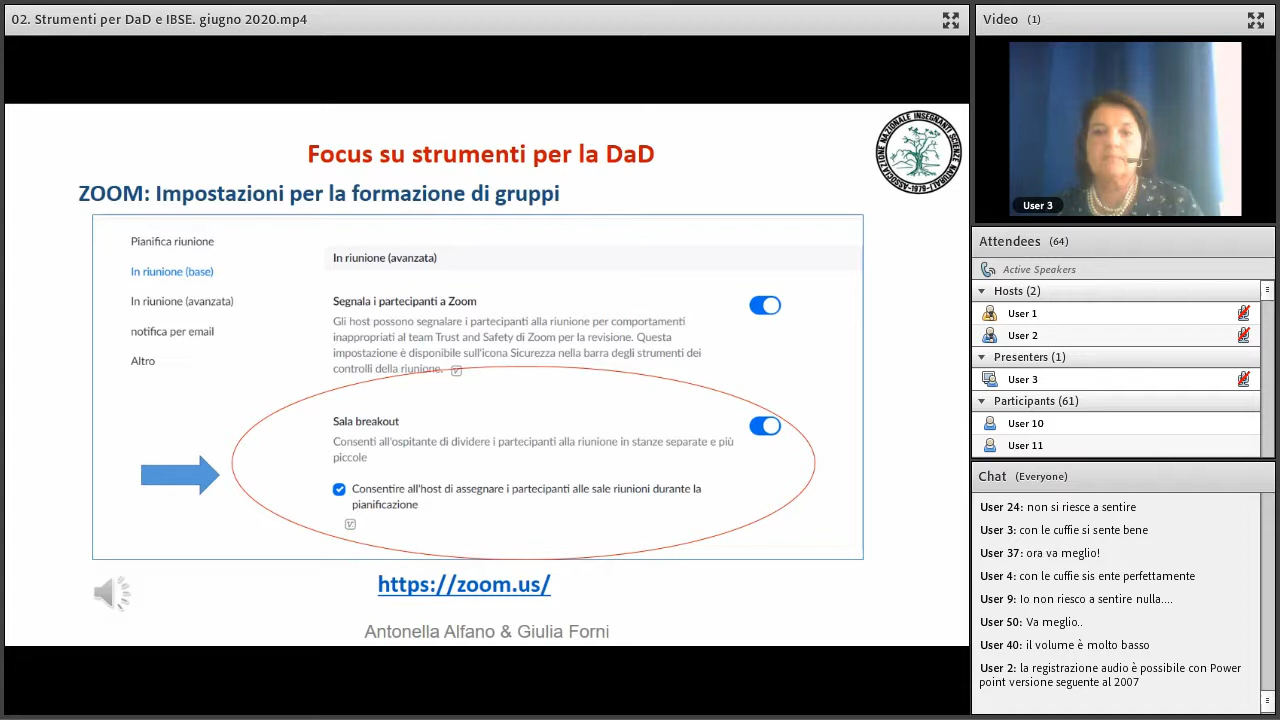 02. Strumenti per DaD e IBSE. giugno 2020.mp4
Focus su strumenti per la DaD
ASSOCIAZIONE NAZIONALE INSEGNANTI SCIENZE NATURALI
-1979-
ZOOM: Impostazioni per la formazione di gruppi
Pianifica riunione
In riunione (base)
In riunione (avanzata)
notifica per email
Altro
In riunione (avanzata)
Segnala i partecipanti a Zoom
Gli host possono segnalare i partecipanti alla riunione per comportamenti
inappropriati al team Trust and Safety di Zoom per la revisione. Questa
impostazione è disponibile sull'icona Sicurezza nella barra degli strumenti dei
controlli della riunione.
Sala breakout
Consenti all'ospitante di dividere i partecipanti alla riunione in stanze separate e più
piccole
Consentire all'host di assegnare i partecipanti alle sale riunioni durante la
pianificazione
https://zoom.us/
Antonella Alfano & Giulia Forni
Video (1)
User 3
Attendees (64)
Active Speakers
Hosts (2)
User 1
User 2
Presenters (1)
User 3
Participants (61)
User 10
User 11
Chat (Everyone)
User 24: non si riesce a sentire
User 3: con le cuffie si sente bene
User 37: ora va meglio!
User 4: con le cuffie sis ente perfettamente
User 9: Io non riesco a sentire nulla....
User 50: Va meglio..
User 40: il volume è molto basso
User 2: la registrazione audio è possibile con Power
point versione seguente al 2007